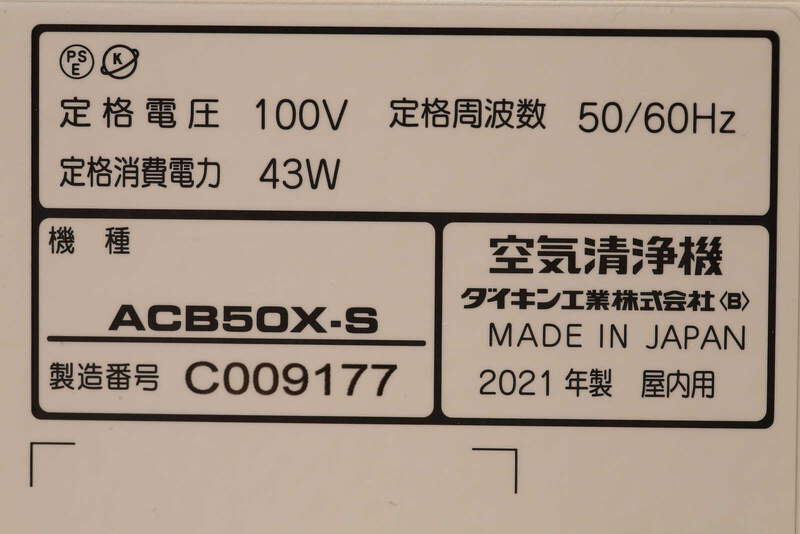 PS
E K
定格電圧 100V 定格周波数 50/60Hz
定格消費電力 43W
機 種
ACB50X-S
製造番号 C009177
空気清浄機
ダイキン工業株式会社〈B〉
MADE IN JAPAN
2021 年製 屋内用